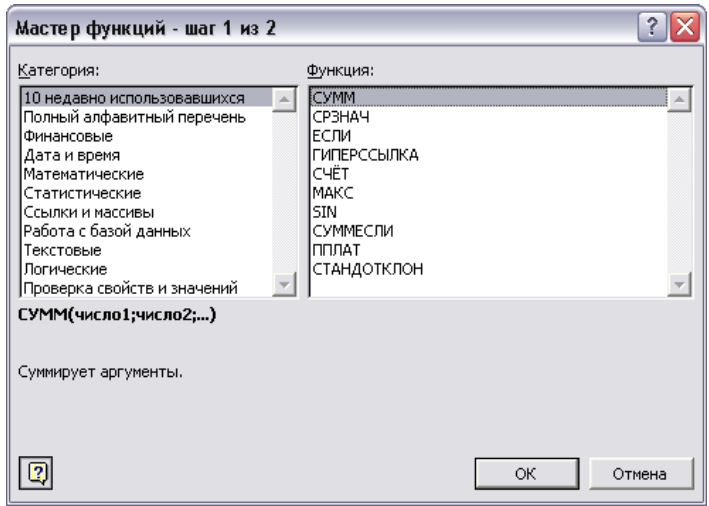 Мастер функций - шаг 1 из 2
Категория:
10 недавно использовавшихся
Полный алфавитный перечень
Финансовые
Дата и время
Математические
Статистические
Ссылки и массивы
Работа с базой данных
Текстовые
Логические
Проверка свойств и значений
Функция:
СУММ
СРЗНАЧ
ЕСЛИ
ГИПЕРССЫЛКА
СЧЁТ
МАКС
SIN
СУММЕСЛИ
ППЛАТ
СТАНДОТКЛОН
СУММ(число1;число2;...)
Суммирует аргументы.
ОК
Отмена